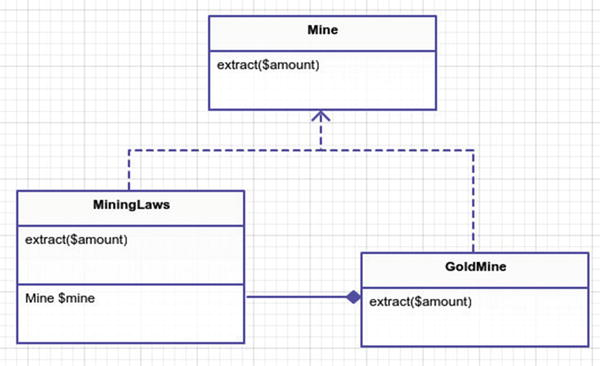 Mine
extract($amount)
MiningLaws
extract($amount)
Mine $mine
GoldMine
extract($amount)